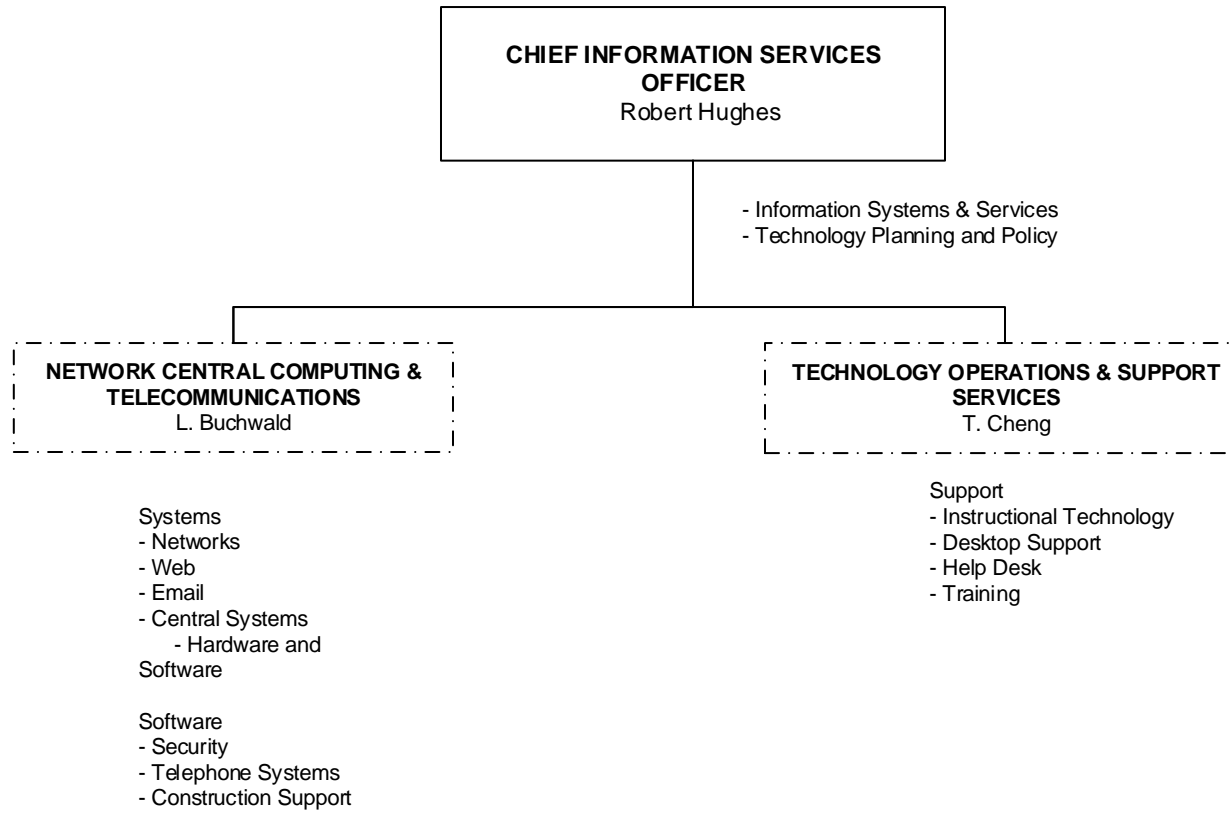 CHIEF INFORMATION SERVICES
OFFICER
Robert Hughes
- Information Systems & Services
- Technology Planning and Policy
NETWORK CENTRAL COMPUTING &
TELECOMMUNICATIONS
L. Buchwald
Systems
- Networks
- Web
- Email
- Central Systems
- Hardware and
Software
Software
- Security
- Telephone Systems
- Construction Support
TECHNOLOGY OPERATIONS & SUPPORT
SERVICES
T. Cheng
Support
- Instructional Technology
- Desktop Support
- Help Desk
- Training